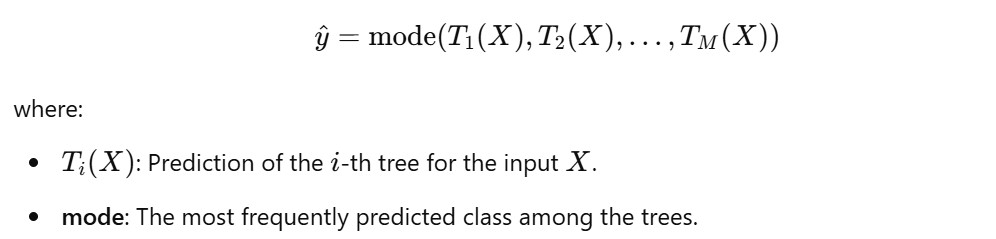 ŷ = mode(T₁(X), T₂(X), . . . , T_M(X))
where:
• Tᵢ(X): Prediction of the i-th tree for the input X.
• mode: The most frequently predicted class among the trees.